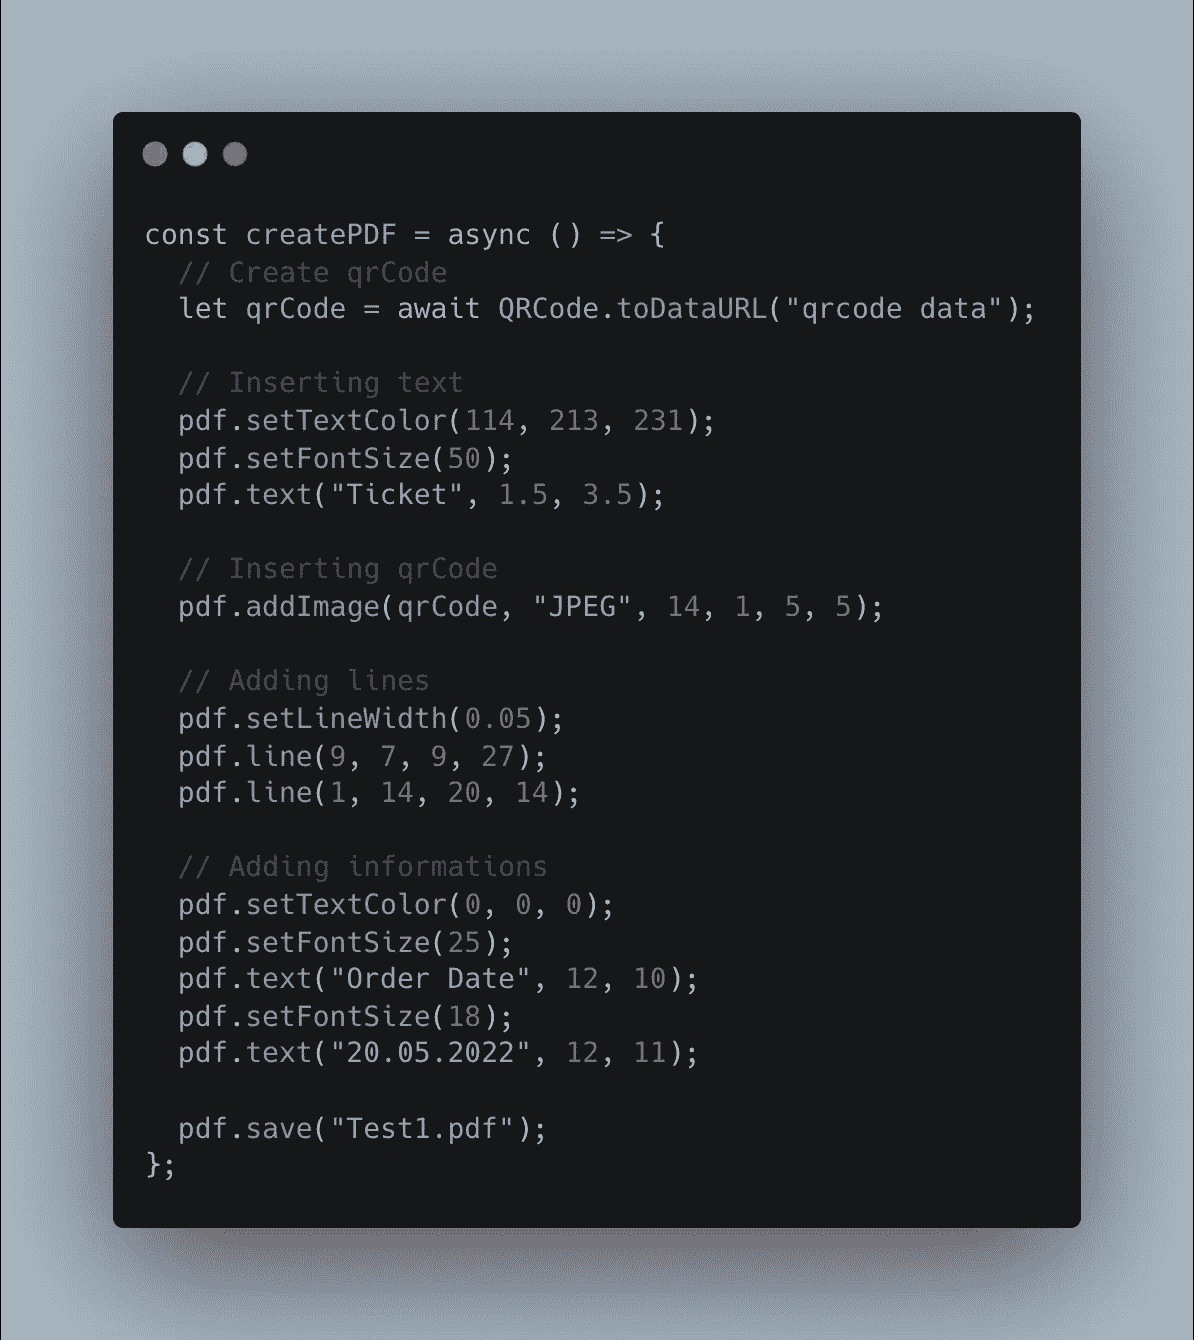 const createPDF = async () => {
  // Create qrCode
  let qrCode = await QRCode.toDataURL("qrcode data");

  // Inserting text
  pdf.setTextColor(114, 213, 231);
  pdf.setFontSize(50);
  pdf.text("Ticket", 1.5, 3.5);

  // Inserting qrCode
  pdf.addImage(qrCode, "JPEG", 14, 1, 5, 5);

  // Adding lines
  pdf.setLineWidth(0.05);
  pdf.line(9, 7, 9, 27);
  pdf.line(1, 14, 20, 14);

  // Adding informations
  pdf.setTextColor(0, 0, 0);
  pdf.setFontSize(25);
  pdf.text("Order Date", 12, 10);
  pdf.setFontSize(18);
  pdf.text("20.05.2022", 12, 11);

  pdf.save("Test1.pdf");
};